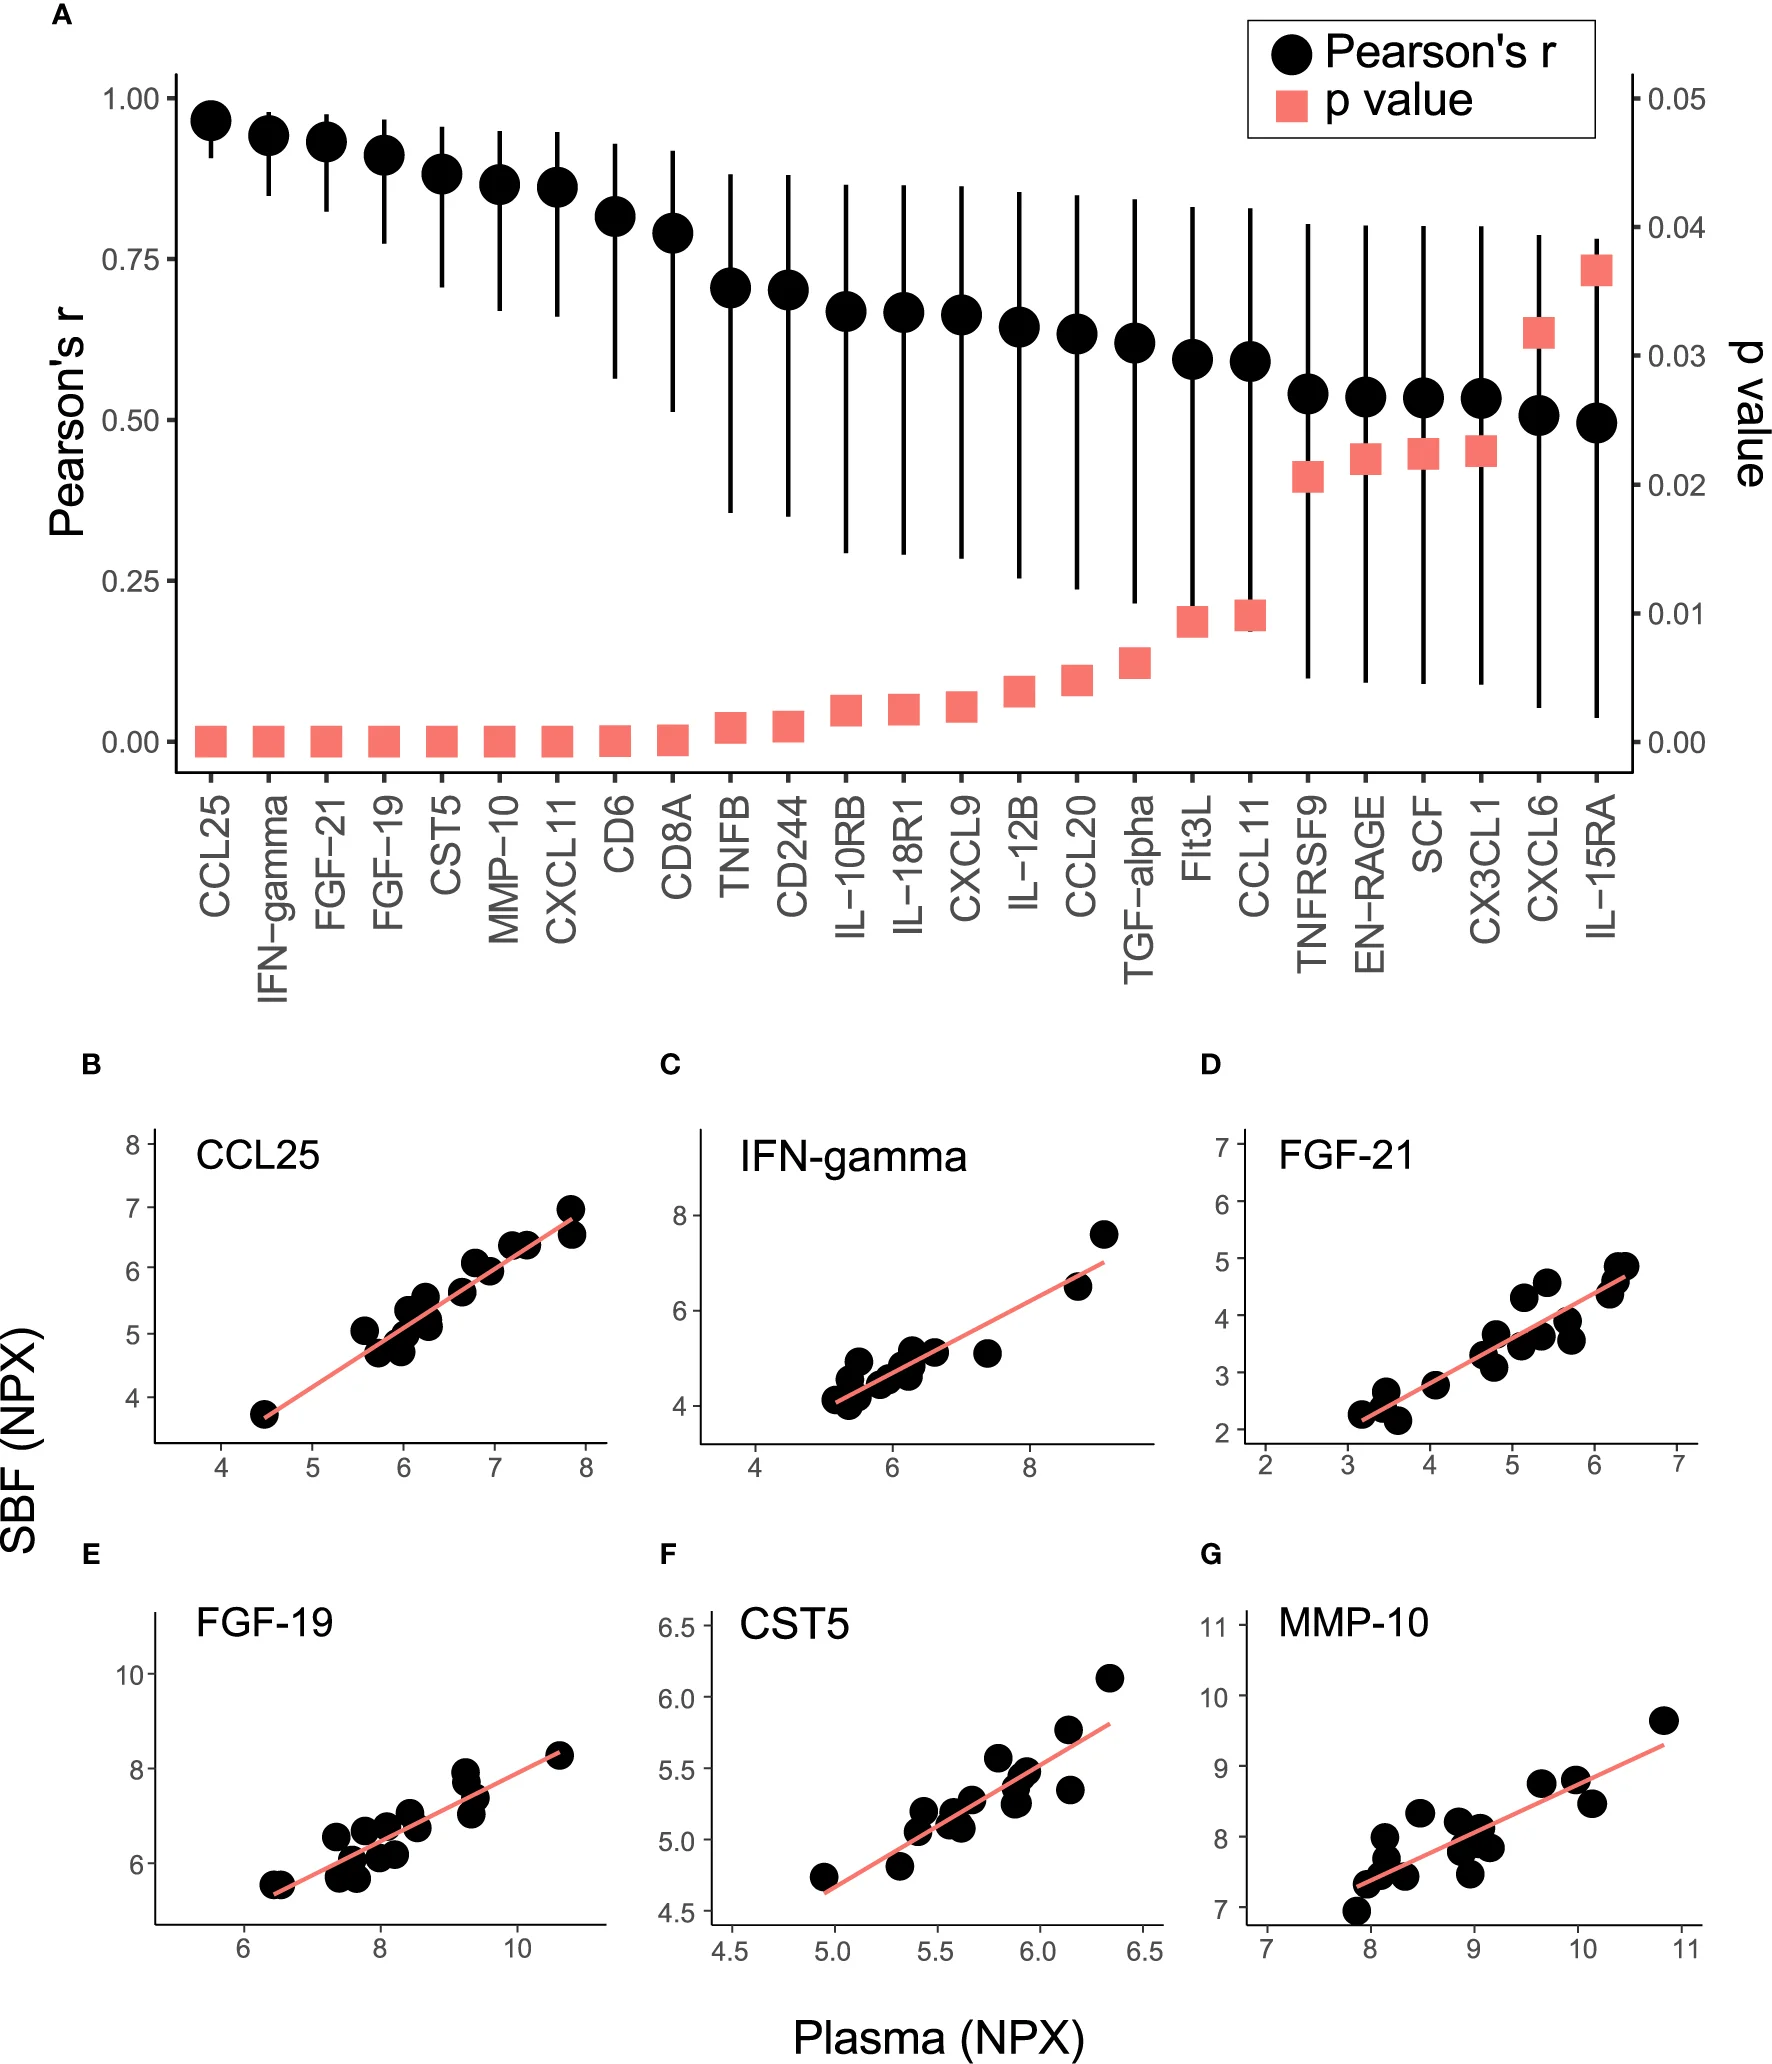 A
Pearson's r
p value
1.00
0.75
0.50
0.25
0.00
Pearson's r
0.05
0.04
0.03
0.02
0.01
0.00
p value
CCL25
IFN−gamma
FGF−21
FGF−19
CST5
MMP−10
CXCL11
CD6
CD8A
TNFB
CD244
IL−10RB
IL−18R1
CXCL9
IL−12B
CCL20
TGF−alpha
Flt3L
CCL11
TNFRSF9
EN−RAGE
SCF
CX3CL1
CXCL6
IL−15RA
B
CCL25
8
7
6
5
4
4 5 6 7 8
C
IFN-gamma
8
6
4
4 6 8
D
FGF-21
7
6
5
4
3
2
2 3 4 5 6 7
SBF (NPX)
E
FGF-19
10
8
6
6 8 10
F
CST5
6.5
6.0
5.5
5.0
4.5
4.5 5.0 5.5 6.0 6.5
G
MMP-10
11
10
9
8
7
7 8 9 10 11
Plasma (NPX)